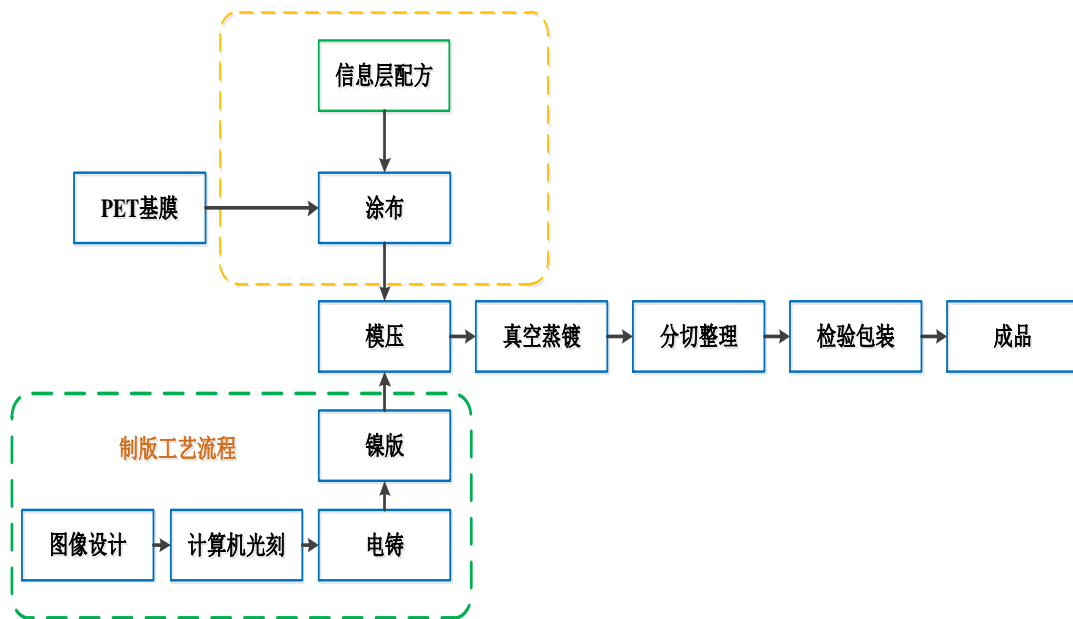 信息层配方
PET基膜
涂布
模压
真空蒸镀
分切整理
检验包装
成品
制版工艺流程
镍版
图像设计
计算机光刻
电铸